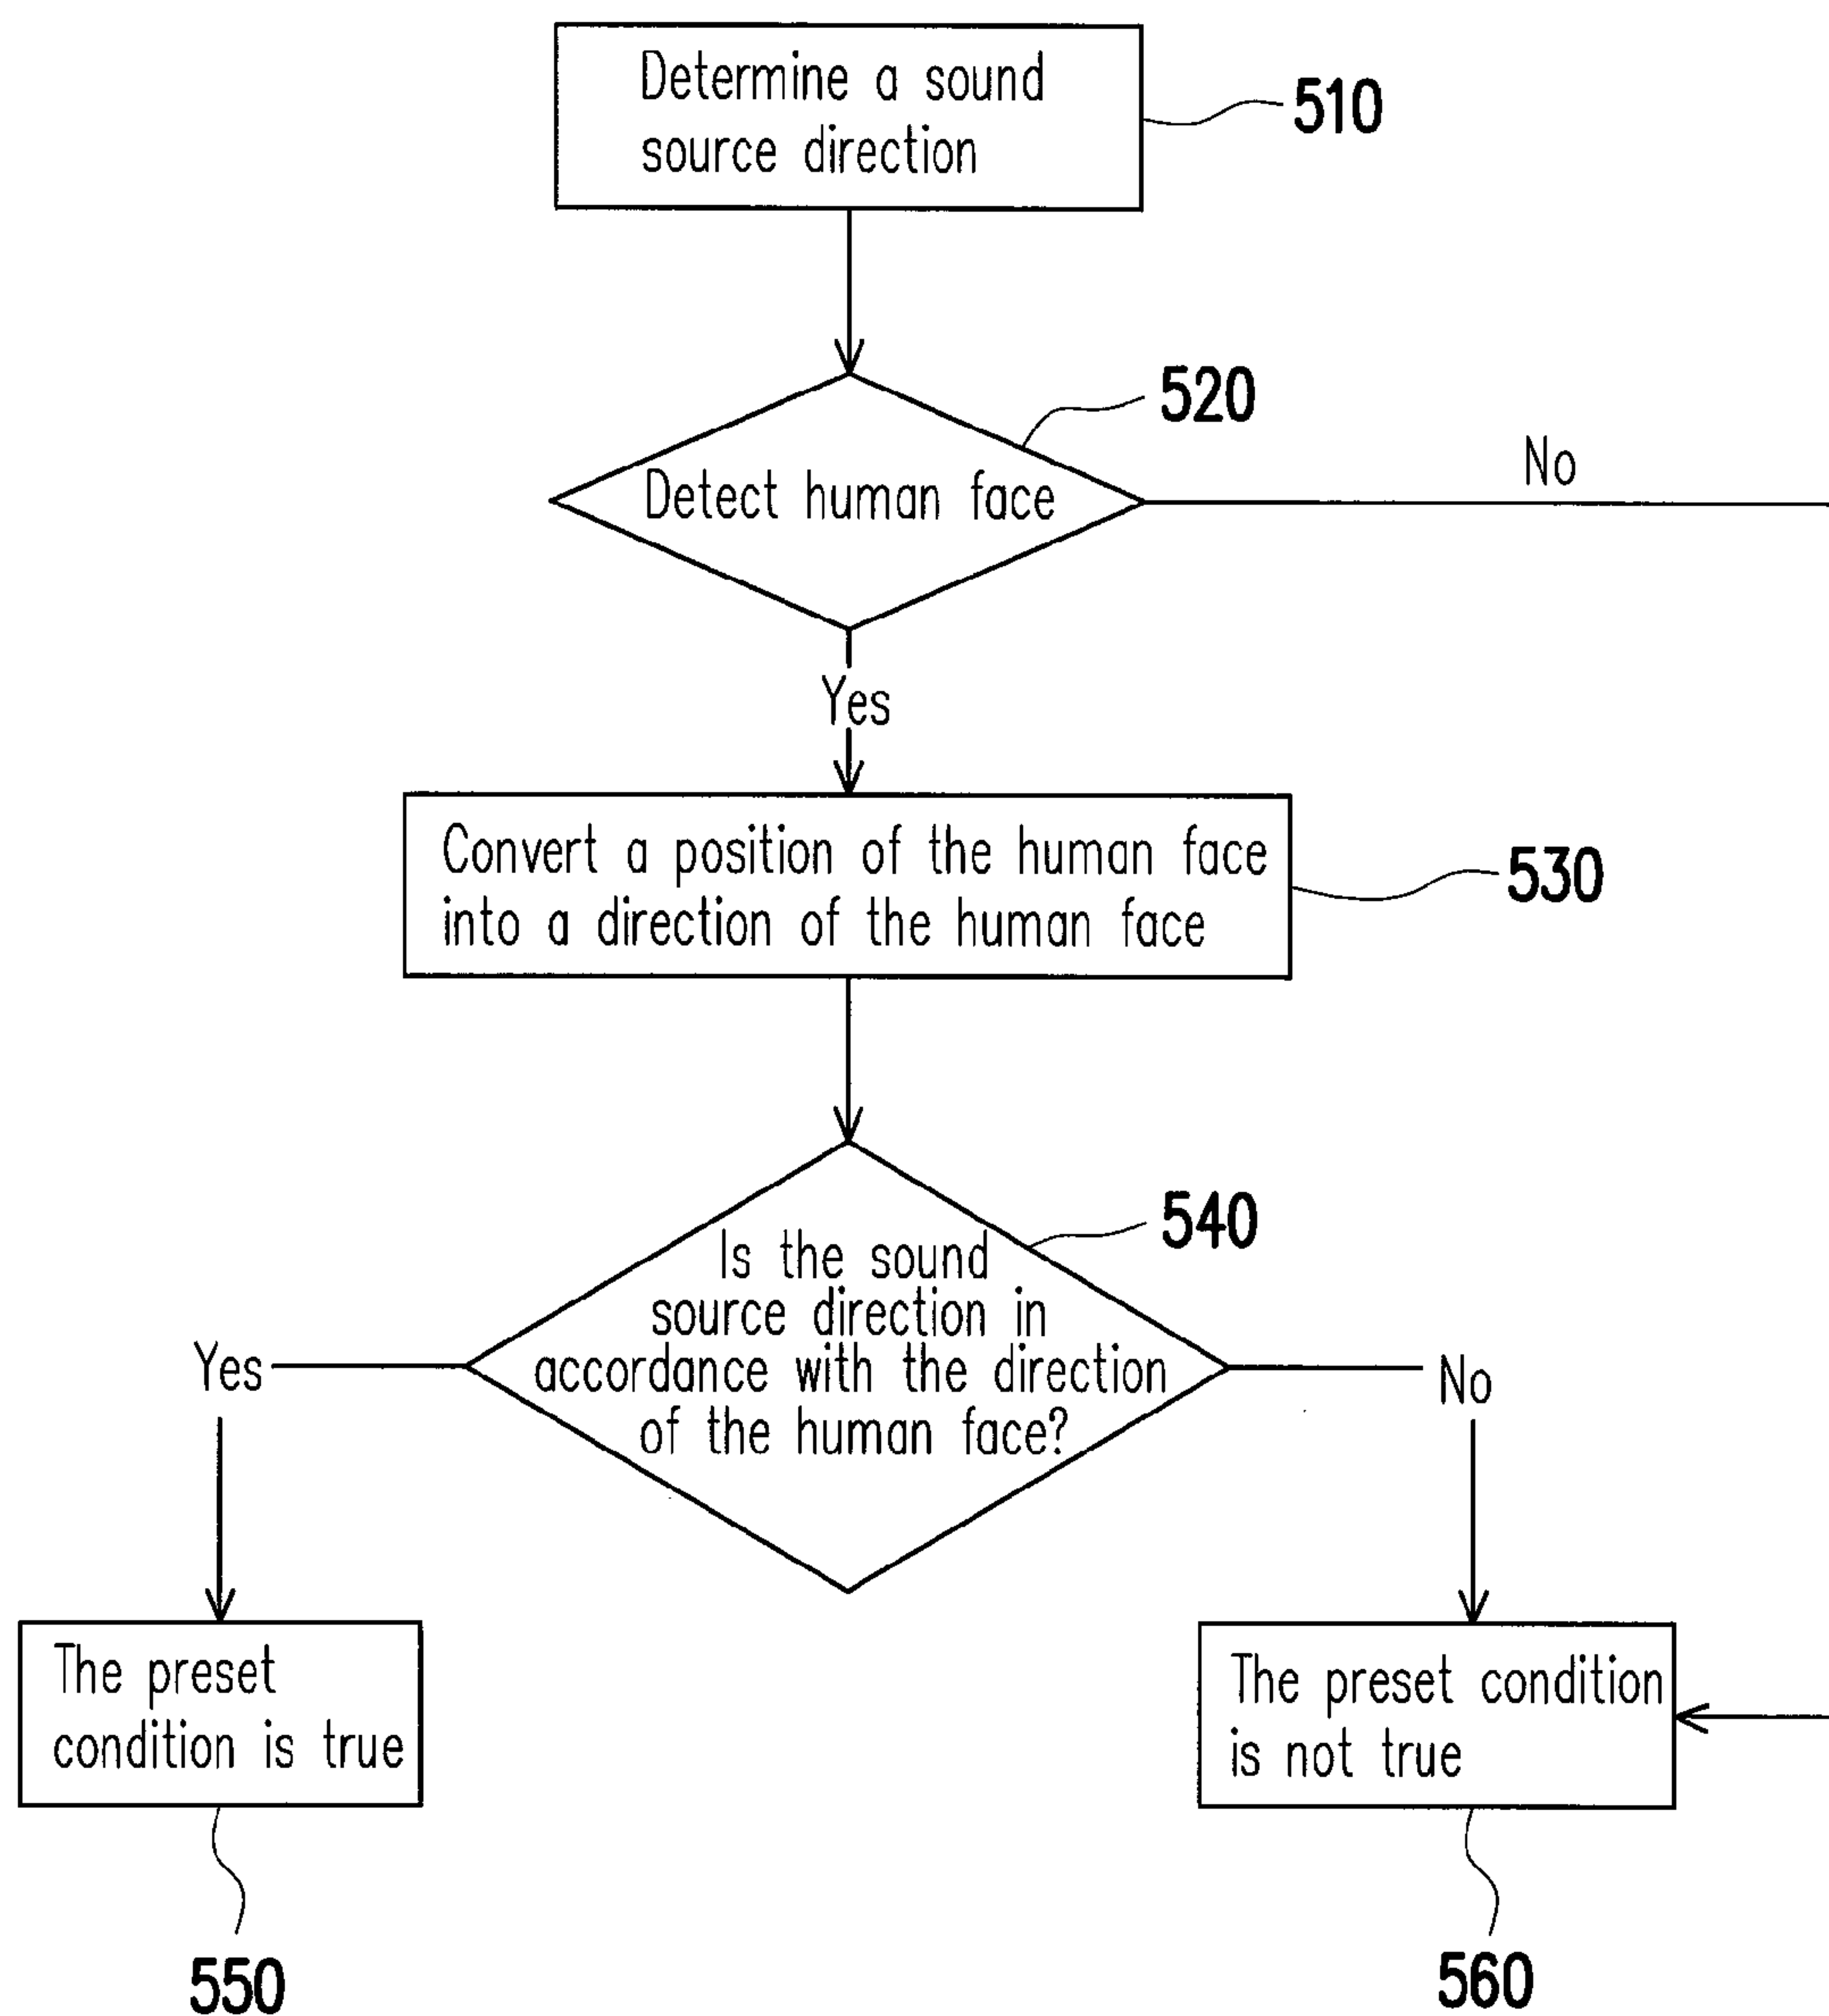 Determine a sound
source direction
510
520
Detect human face
No
Yes
Convert a position of the human face
into a direction of the human face
530
540
Is the sound
source direction in
accordance with the direction
of the human face?
Yes
No
The preset
condition is true
The preset condition
is not true
550
560